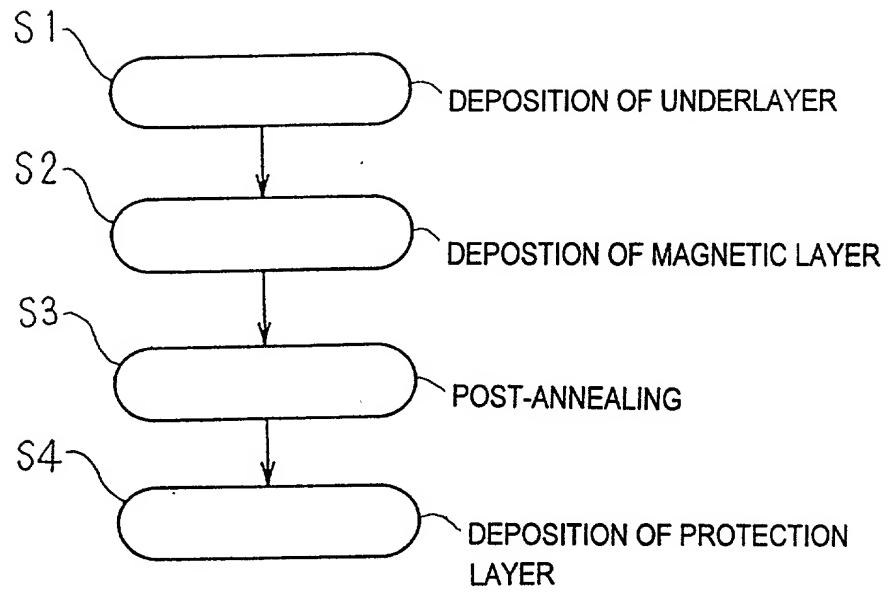 S1
DEPOSITION OF UNDERLAYER
S2
DEPOSTION OF MAGNETIC LAYER
S3
POST-ANNEALING
S4
DEPOSITION OF PROTECTION
LAYER